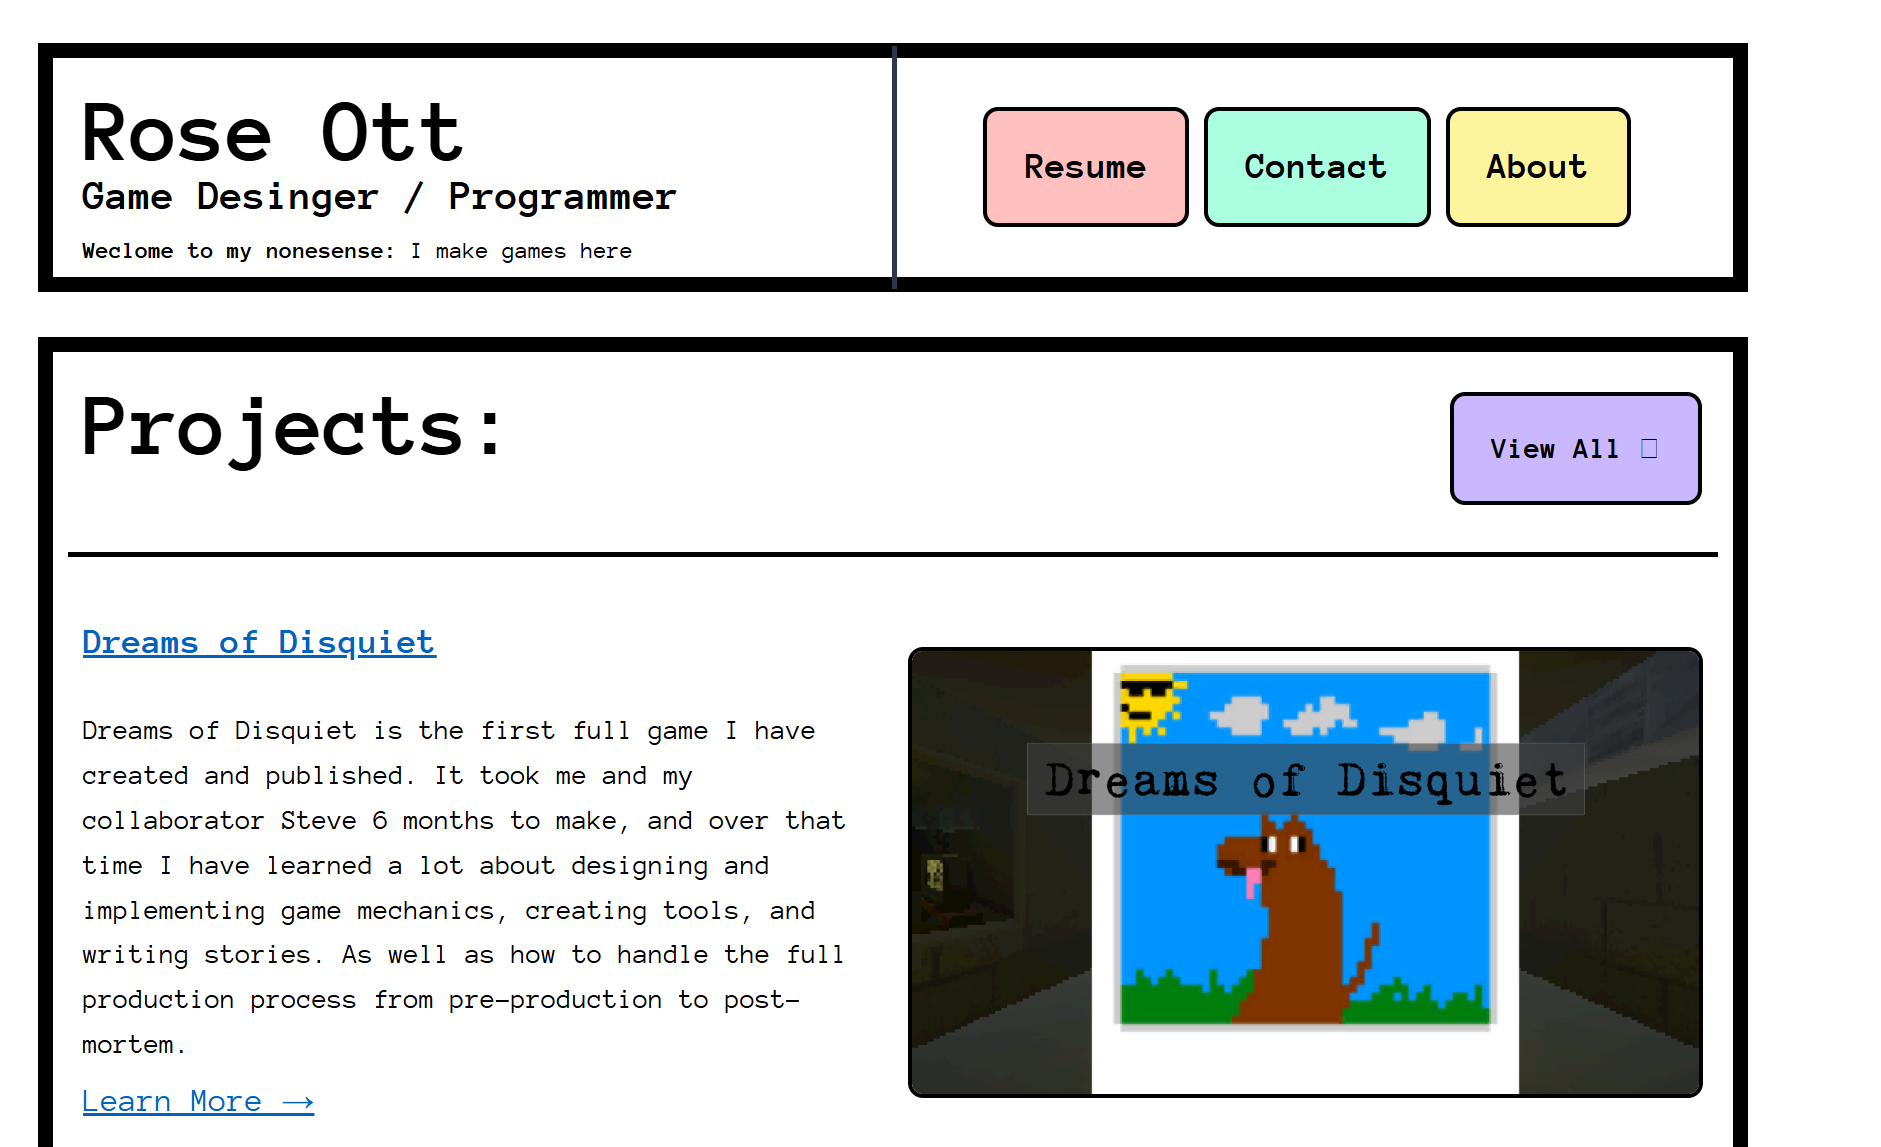 Rose Ott
Game Desinger / Programmer
Weclome to my nonesense: I make games here
Resume
Contact
About
Projects:
View All
Dreams of Disquiet
Dreams of Disquiet is the first full game I have
created and published. It took me and my
collaborator Steve 6 months to make, and over that
time I have learned a lot about designing and
implementing game mechanics, creating tools, and
writing stories. As well as how to handle the full
production process from pre-production to post-
mortem.
Learn More →
Dreams of Disquiet